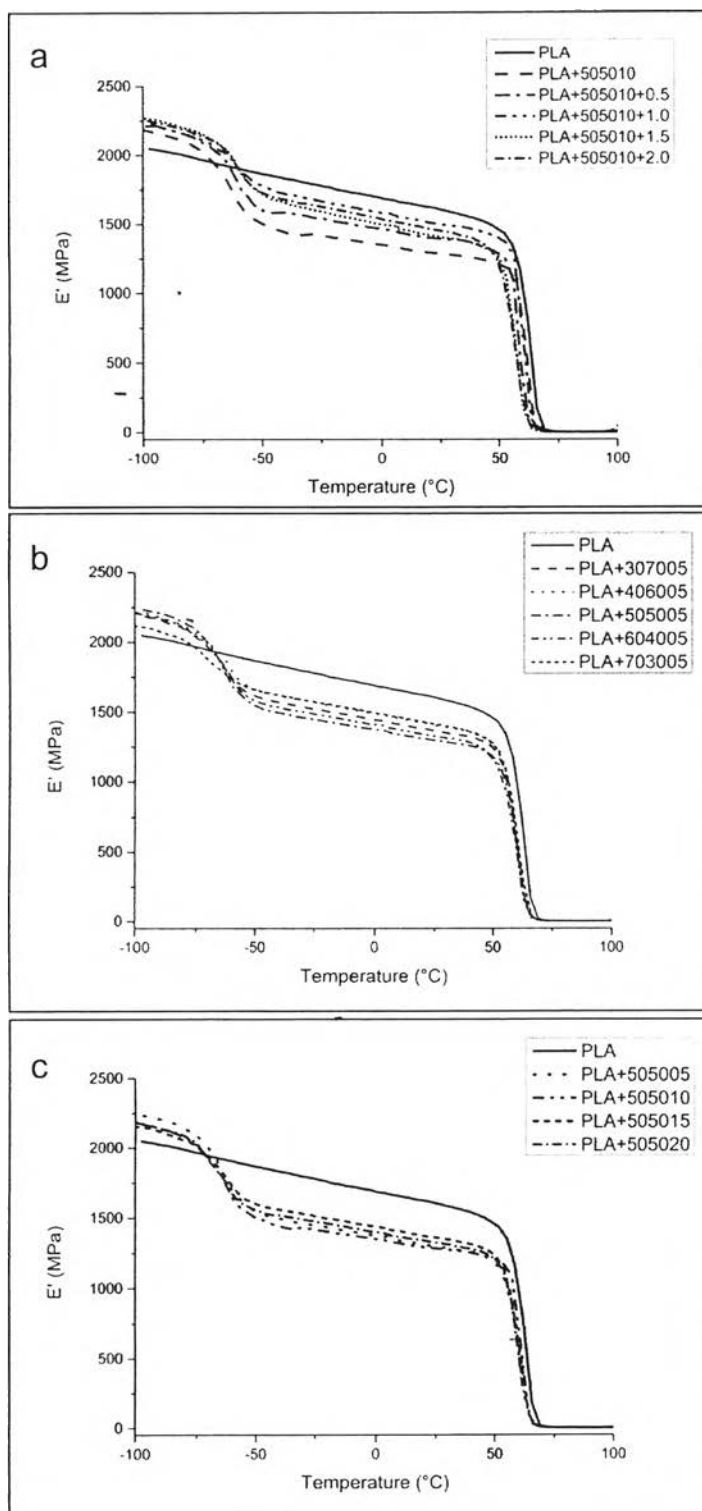 a
PLA
PLA+505010
PLA+505010+0.5
PLA+505010+1.0
PLA+505010+1.5
PLA+505010+2.0
2500
2000
1500
1000
500
0
E' (MPa)
-100
-50
0
50
100
Temperature (°C)
b
PLA
PLA+307005
PLA+406005
PLA+505005
PLA+604005
PLA+703005
2500
2000
1500
1000
500
0
E' (MPa)
-100
-50
0
50
100
Temperature (°C)
c
PLA
PLA+505005
PLA+505010
PLA+505015
PLA+505020
2500
2000
1500
1000
500
0
E' (MPa)
-100
-50
0
50
100
Temperature (°C)